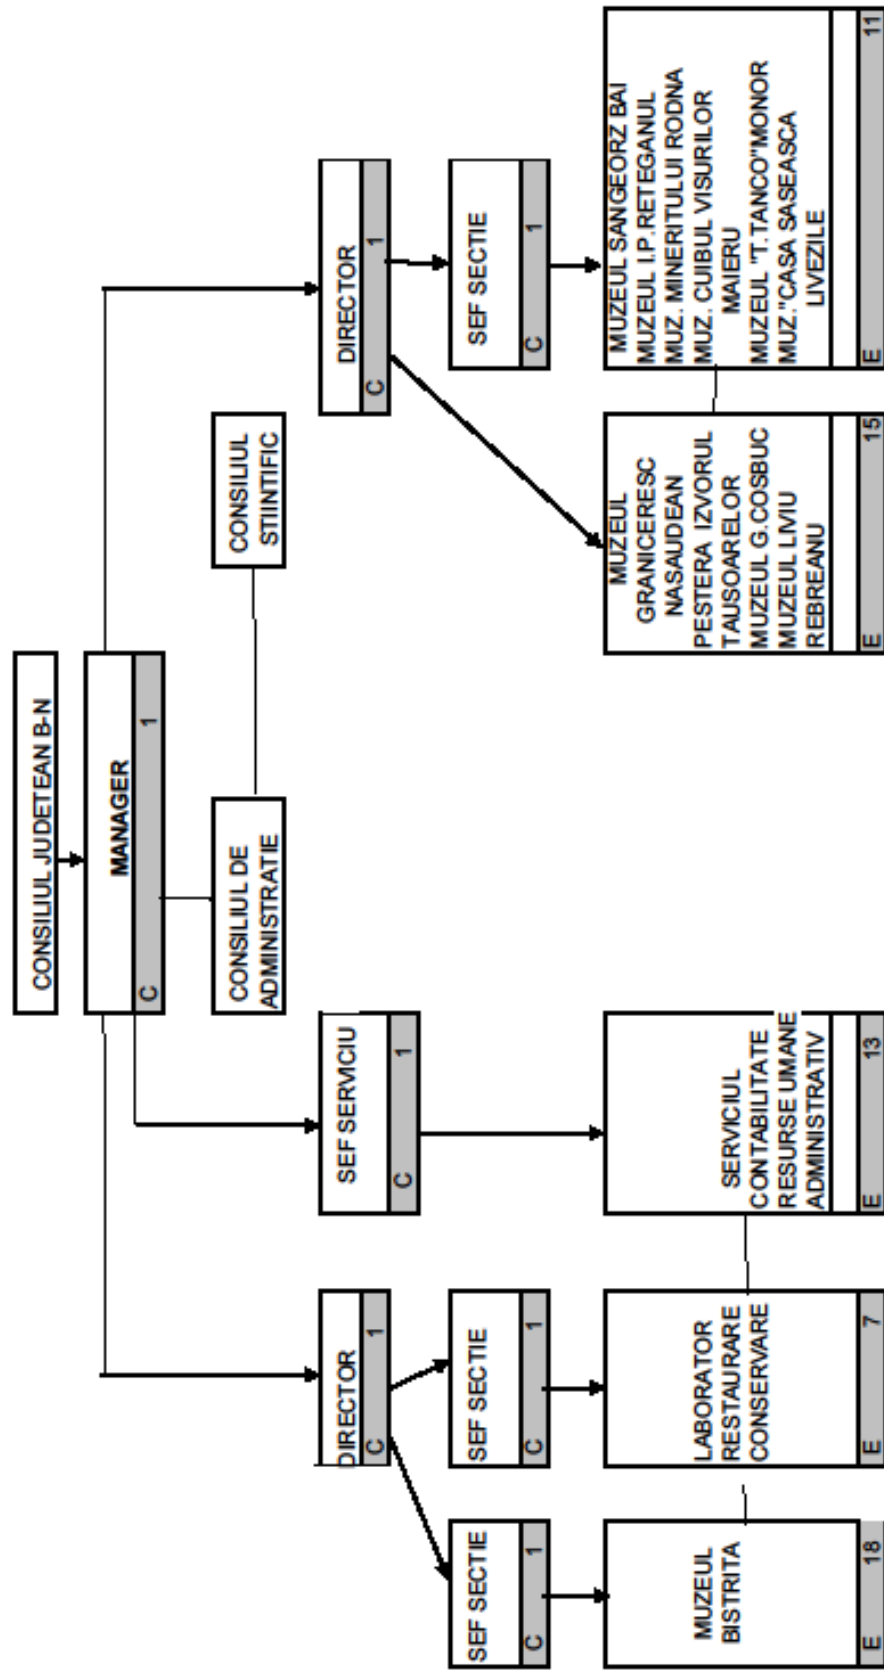 CONSILIUL JUDETEAN B-N
MANAGER
C 1
CONSILIUL DE
ADMINISTRATIE
CONSILIUL
STIINTIFIC
DIRECTOR
C 1
SEF SERVICIU
C 1
DIRECTOR
C 1
SEF SECTIE
C 1
SEF SECTIE
C 1
SEF SECTIE
C 1
MUZEUL
BISTRITA
E 18
LABORATOR
RESTAURARE
CONSERVARE
E 7
SERVICIUL
CONTABILITATE
RESURSE UMANE
ADMINISTRATIV
E 13
MUZEUL
GRANICERESC
NASAUDEAN
PESTERA IZVORUL
TAUSOARELOR
MUZEUL G.COSBUC
MUZEUL LIVIU
REBREANU
E 15
MUZEUL SANGEORZ BAI
MUZEUL I.P.RETEGANUL
MUZ. MINERITULUI RODNA
MUZ. CUIBUL VISURILOR
MAIERU
MUZEUL "T.TANCO"MONOR
MUZ."CASA SASEASCA
LIVEZILE
E 11